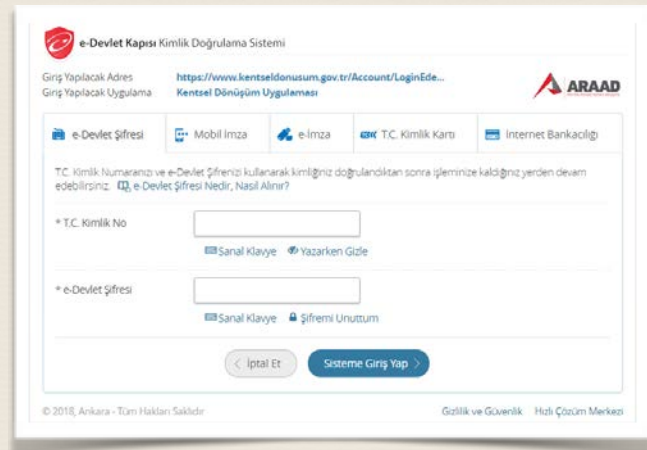 e-Devlet Kapısı Kimlik Doğrulama Sistemi
Giriş Yapılacak Adres https://www.kentseldonusum.gov.tr/Account/LoginEde...
Giriş Yapılacak Uygulama Kentsel Dönüşüm Uygulaması
ARAAD
e-Devlet Şifresi Mobil İmza e-İmza T.C. Kimlik Kartı İnternet Bankacılığı
T.C. Kimlik Numaranızı ve e-Devlet Şifrenizi kullanarak kimliğiniz doğrulandıktan sonra işleminize kaldığınız yerden devam
edebilirsiniz. e-Devlet Şifresi Nedir, Nasıl Alınır?
* T.C. Kimlik No
Sanal Klavye Yazarken Gizle
* e-Devlet Şifresi
Sanal Klavye Şifremi Unuttum
İptal Et Sisteme Giriş Yap
© 2018, Ankara - Tüm Hakları Saklıdır Gizlilik ve Güvenlik Hızlı Çözüm Merkezi